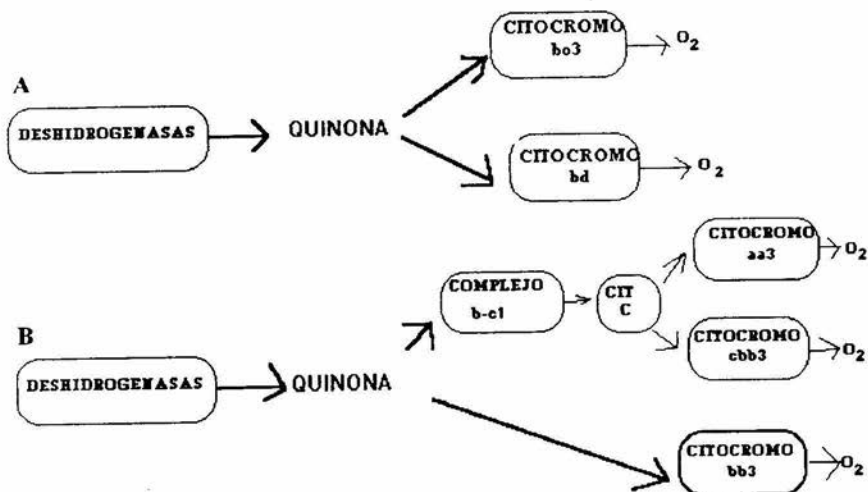 A
DESHIDROGENASAS
QUINONA
CITOCROMO
bo3
O2
CITOCROMO
bd
O2
B
DESHIDROGENASAS
QUINONA
COMPLEJO
b-c1
CIT
C
CITOCROMO
aa3
O2
CITOCROMO
cbb3
O2
CITOCROMO
bb3
O2